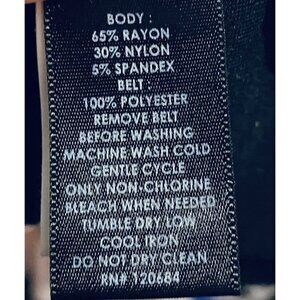 BODY :
65% RAYON
30% NYLON
5% SPANDEX
BELT :
100% POLYESTER
REMOVE BELT
BEFORE WASHING
MACHINE WASH COLD
GENTLE CYCLE
ONLY NON-CHLORINE
BLEACH WHEN NEEDED
TUMBLE DRY LOW
COOL IRON
DO NOT DRY CLEAN
RN# 120684